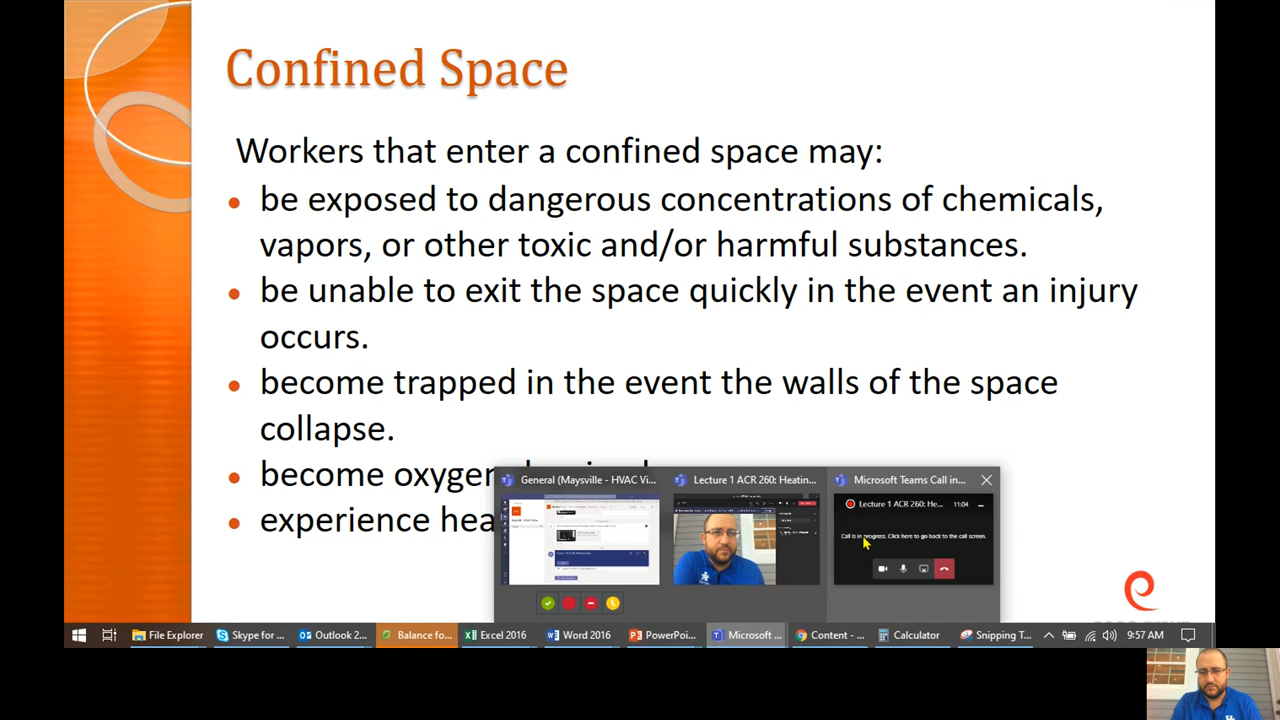 Confined Space
Workers that enter a confined space may:
be exposed to dangerous concentrations of chemicals,
vapors, or other toxic and/or harmful substances.
be unable to exit the space quickly in the event an injury
occurs.
become trapped in the event the walls of the space
collapse.
become oxygen
experience hea
General (Maysville - HVAC Vi...
Lecture 1 ACR 260: Heatin...
Microsoft Teams Call in...
Lecture 1 ACR 260: He...
11:04
Call is in progress. Click here to go back to the call screen.
File Explorer
Skype for ...
Outlook 2...
Balance fo...
Excel 2016
Word 2016
PowerPoi...
Microsoft ...
Content - ...
Calculator
Snipping T...
9:57 AM